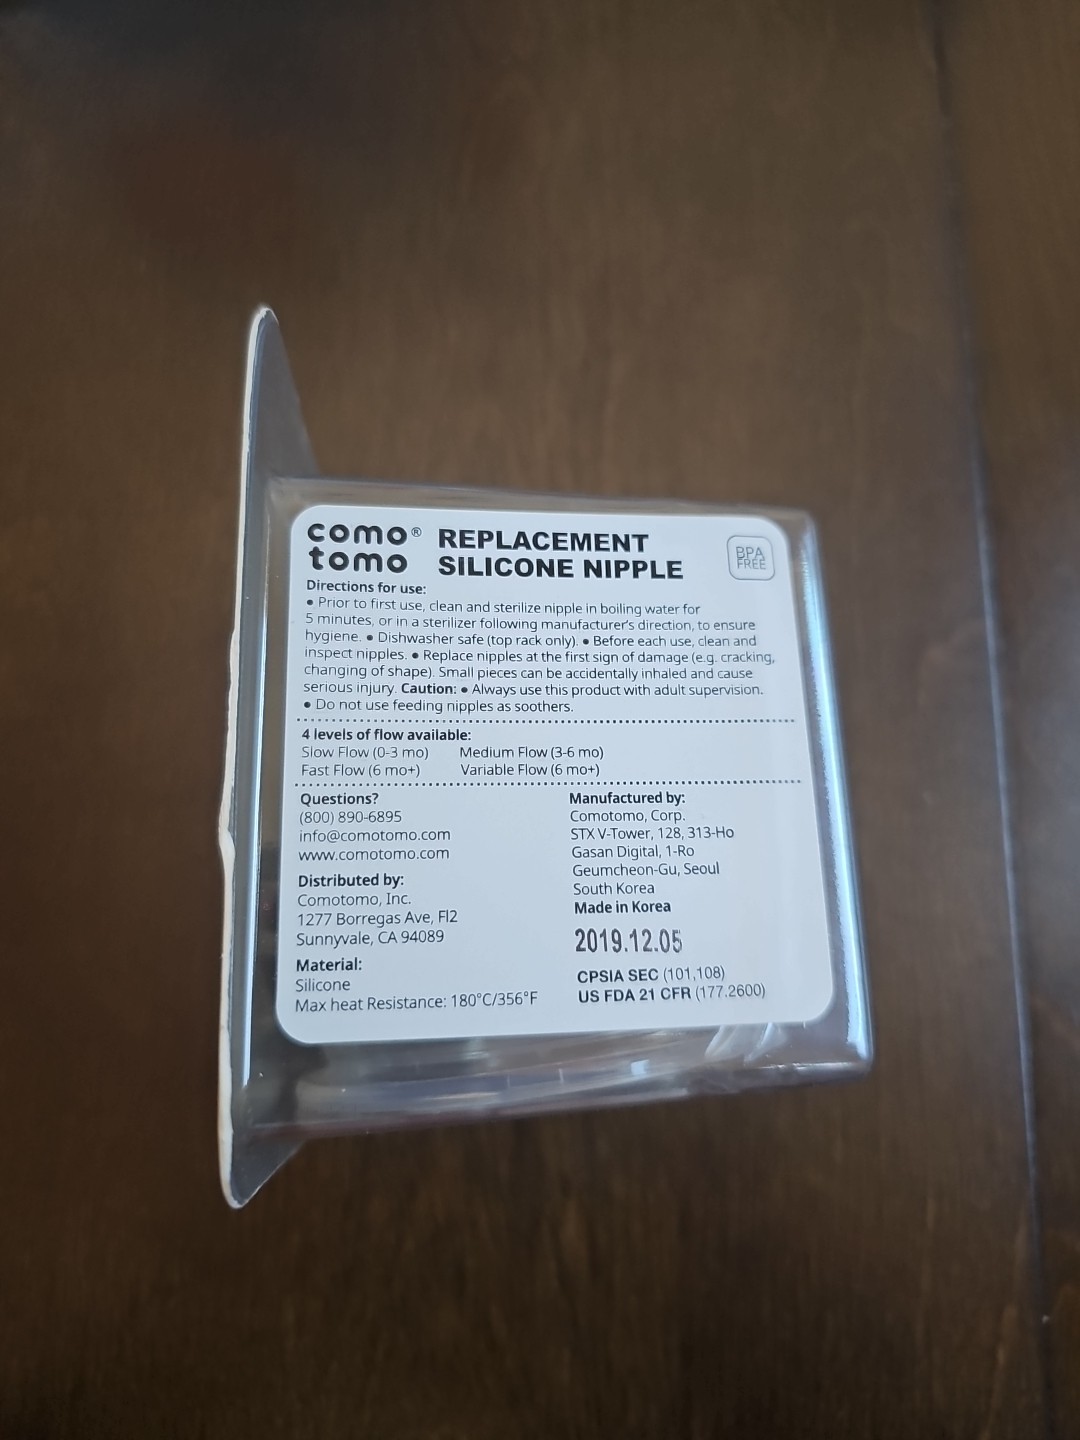 como®
tomo
REPLACEMENT
SILICONE NIPPLE
BPA
FREE
Directions for use:
• Prior to first use, clean and sterilize nipple in boiling water for
5 minutes, or in a sterilizer following manufacturer's direction, to ensure
hygiene. • Dishwasher safe (top rack only). • Before each use, clean and
inspect nipples. • Replace nipples at the first sign of damage (e.g. cracking,
changing of shape). Small pieces can be accidentally inhaled and cause
serious injury. Caution: • Always use this product with adult supervision.
• Do not use feeding nipples as soothers.
4 levels of flow available:
Slow Flow (0-3 mo) Medium Flow (3-6 mo)
Fast Flow (6 mo+) Variable Flow (6 mo+)
Questions?
(800) 890-6895
info@comotomo.com
www.comotomo.com
Distributed by:
Comotomo, Inc.
1277 Borregas Ave, Fl2
Sunnyvale, CA 94089
Material:
Silicone
Max heat Resistance: 180°C/356°F
Manufactured by:
Comotomo, Corp.
STX V-Tower, 128, 313-Ho
Gasan Digital, 1-Ro
Geumcheon-Gu, Seoul
South Korea
Made in Korea
2019.12.05
CPSIA SEC (101,108)
US FDA 21 CFR (177.2600)